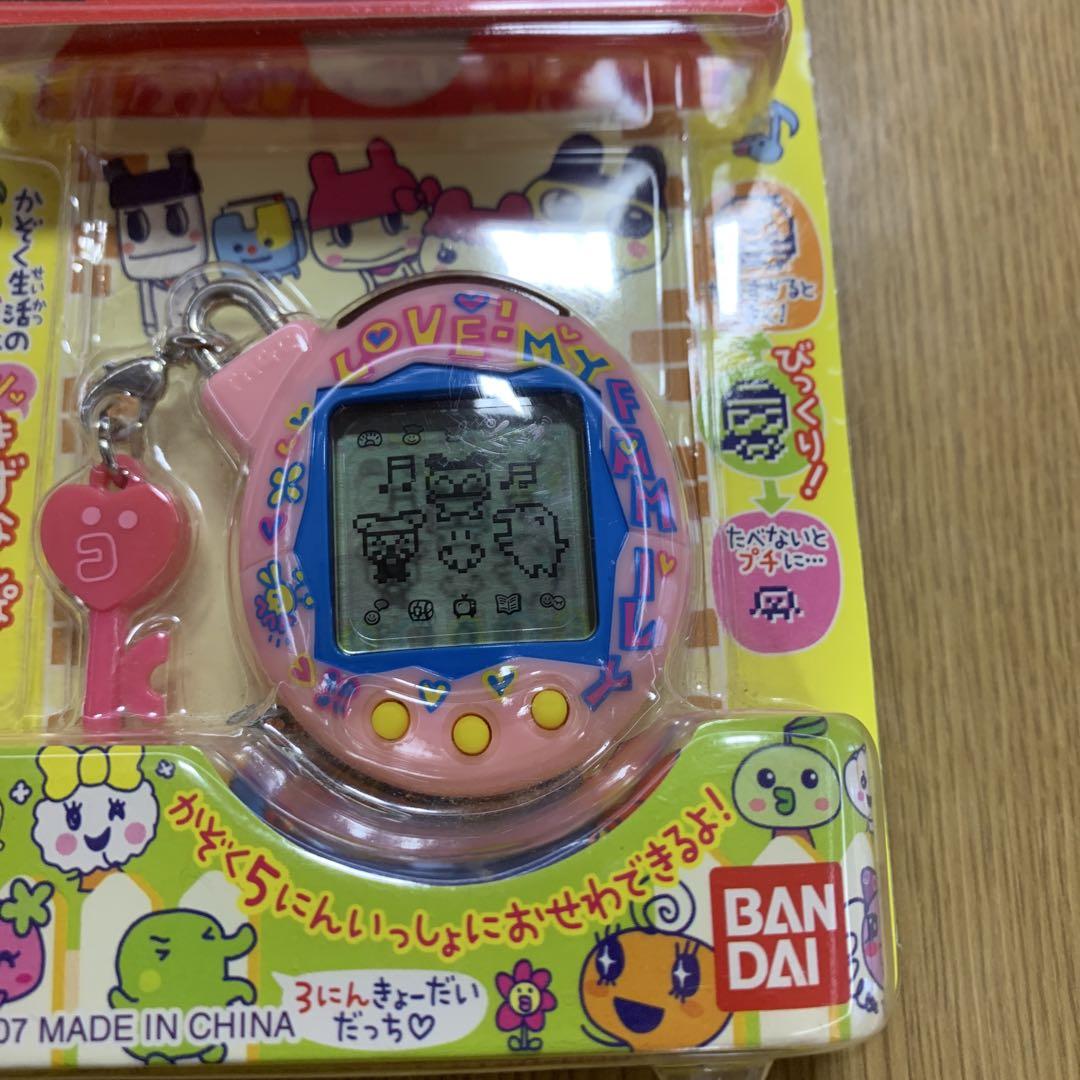 かぞく生活
せいかつ
の
LOVE! MY FAMILY
びっくり!
たべないと
プチに…
かぞく5にんいっしょにおせわできるよ!
BAN
DAI
3にんきょーだい
だっち♡
07 MADE IN CHINA